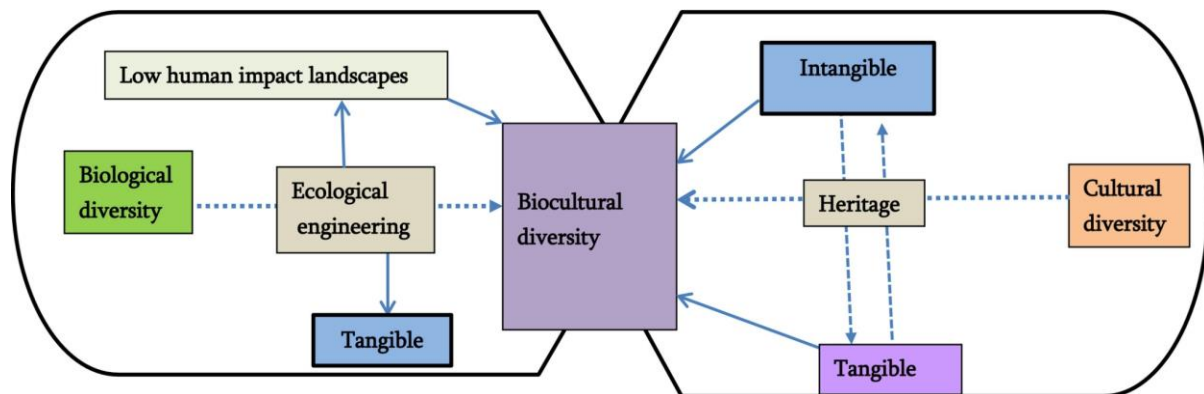 Low human impact landscapes
Intangible
Biological
diversity
Ecological
engineering
Biocultural
diversity
Heritage
Cultural
diversity
Tangible
Tangible